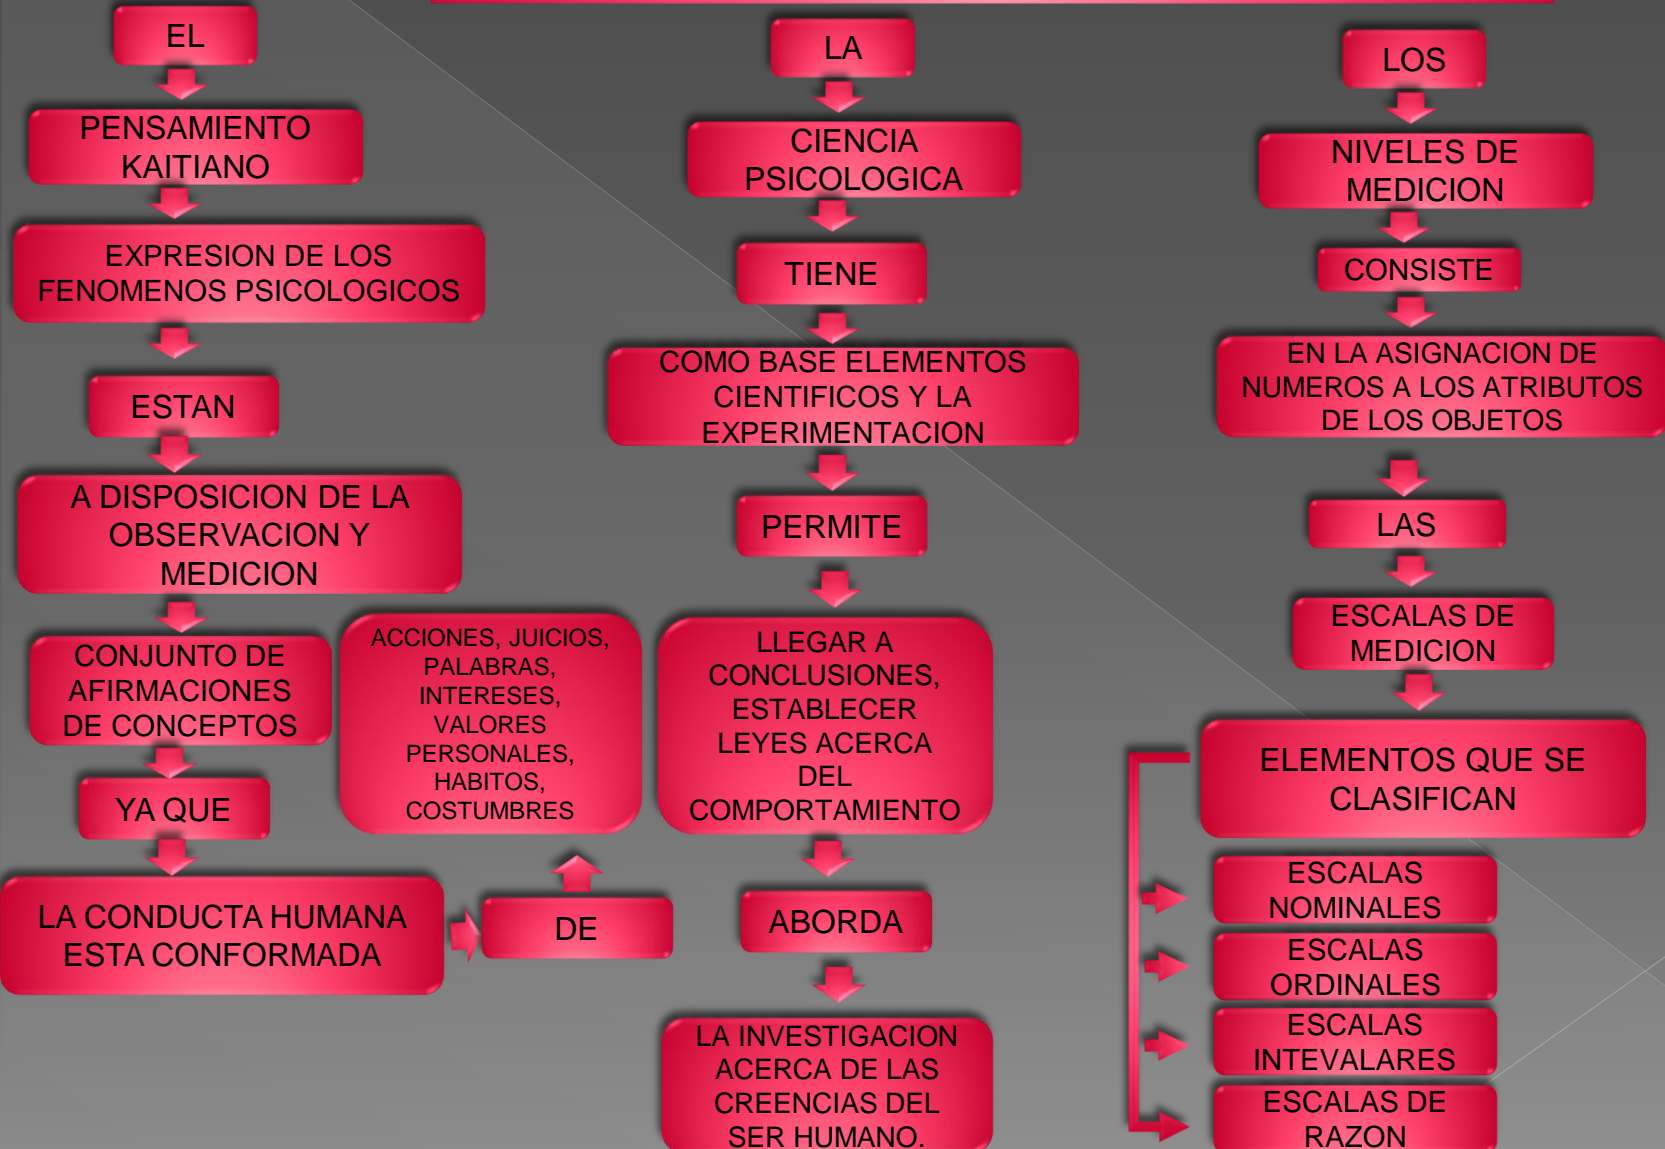 EL
PENSAMIENTO
KAITIANO
EXPRESION DE LOS
FENOMENOS PSICOLOGICOS
ESTAN
A DISPOSICION DE LA
OBSERVACION Y
MEDICION
CONJUNTO DE
AFIRMACIONES
DE CONCEPTOS
YA QUE
LA CONDUCTA HUMANA
ESTA CONFORMADA
DE
ACCIONES, JUICIOS,
PALABRAS,
INTERESES,
VALORES
PERSONALES,
HABITOS,
COSTUMBRES
LA
CIENCIA
PSICOLOGICA
TIENE
COMO BASE ELEMENTOS
CIENTIFICOS Y LA
EXPERIMENTACION
PERMITE
LLEGAR A
CONCLUSIONES,
ESTABLECER
LEYES ACERCA
DEL
COMPORTAMIENTO
ABORDA
LA INVESTIGACION
ACERCA DE LAS
CREENCIAS DEL
SER HUMANO.
LOS
NIVELES DE
MEDICION
CONSISTE
EN LA ASIGNACION DE
NUMEROS A LOS ATRIBUTOS
DE LOS OBJETOS
LAS
ESCALAS DE
MEDICION
ELEMENTOS QUE SE
CLASIFICAN
ESCALAS
NOMINALES
ESCALAS
ORDINALES
ESCALAS
INTEVALARES
ESCALAS DE
RAZON